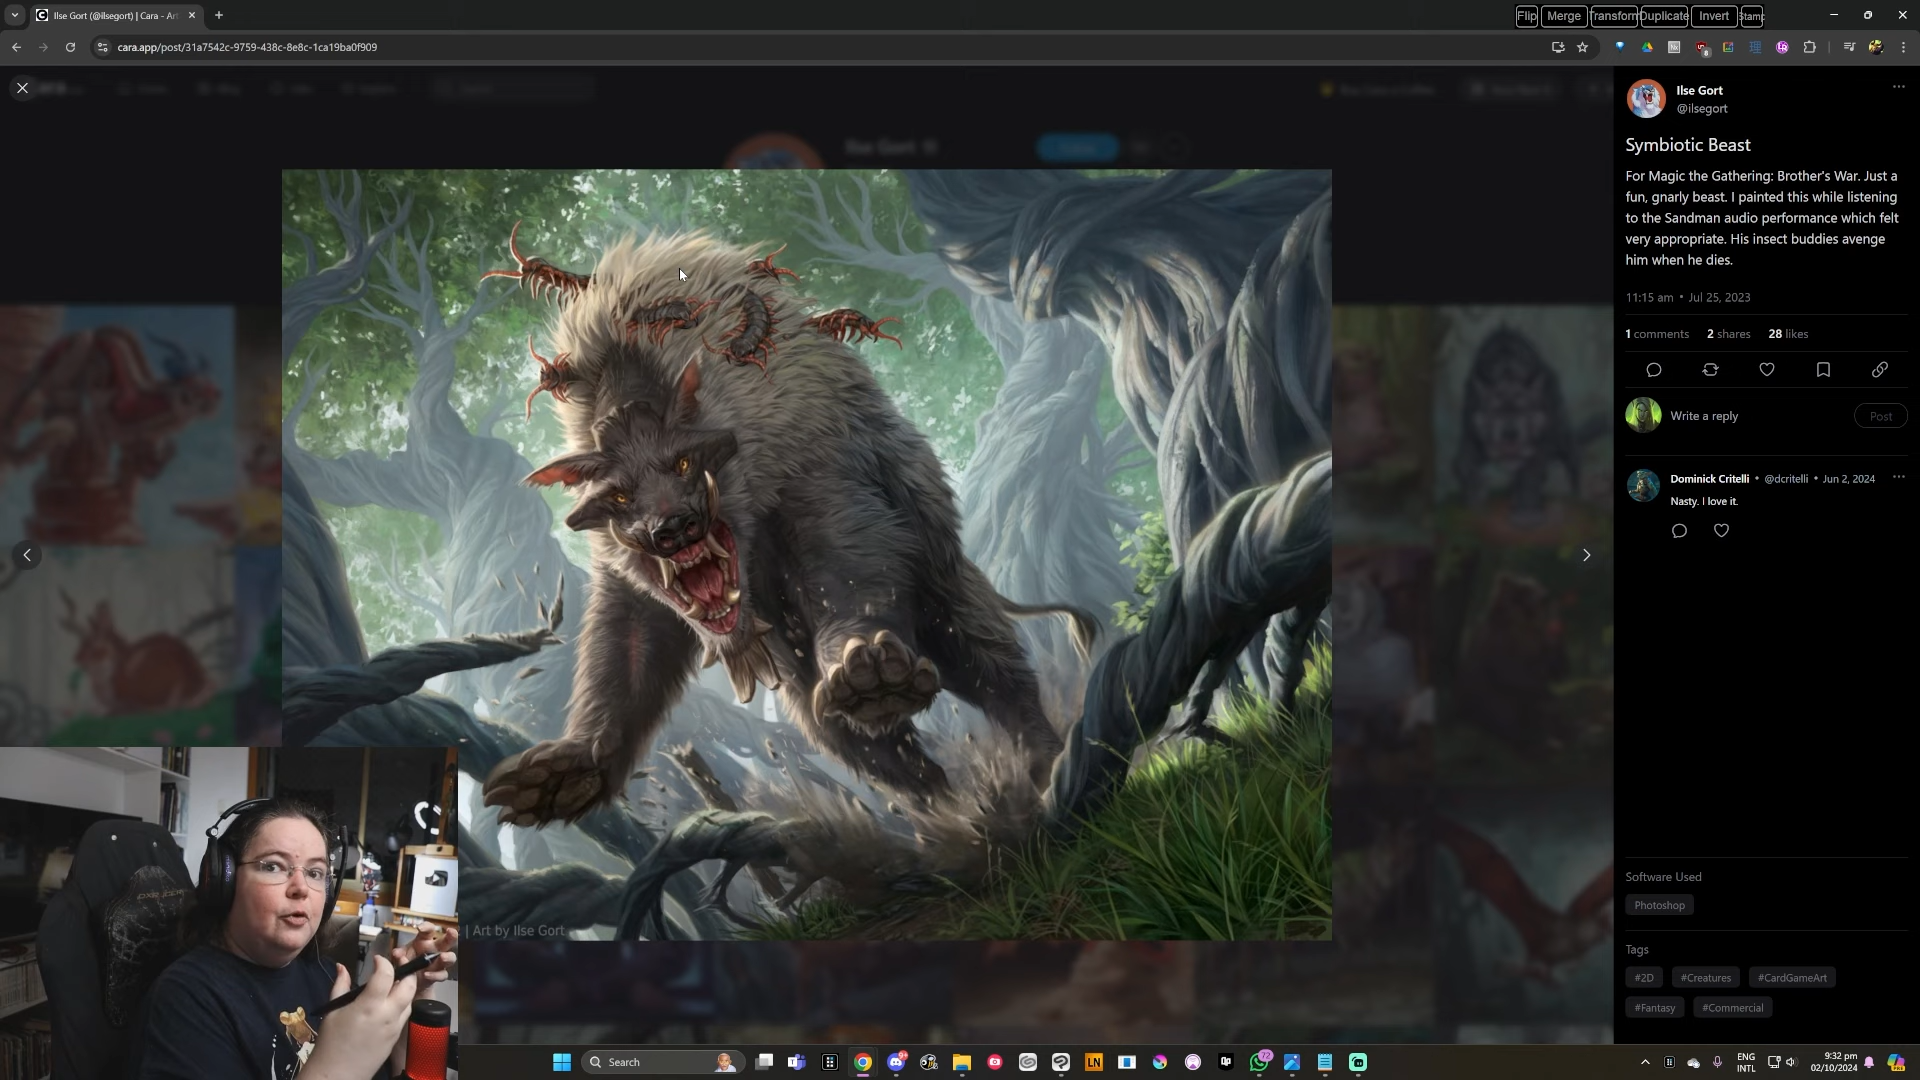 Ilse Gort (@ilsegort) | Cara - Ar
Flip
Merge
Transform
Duplicate
Invert
Stamp
cara.app/post/31a7542c-9759-438c-8e8c-1ca19ba0f909
Ilse Gort
@ilsegort
Symbiotic Beast
For Magic the Gathering: Brother's War. Just a
fun, gnarly beast. I painted this while listening
to the Sandman audio performance which felt
very appropriate. His insect buddies avenge
him when he dies.
11:15 am • Jul 25, 2023
1 comments 2 shares 28 likes
Write a reply
Post
Dominick Critelli • @dcritelli • Jun 2, 2024
Nasty. I love it.
| Art by Ilse Gort
Software Used
Photoshop
Tags
#2D #Creatures #CardGameArt
#Fantasy #Commercial
Search
LN
72
ENG
INTL
9:32 pm
02/10/2024